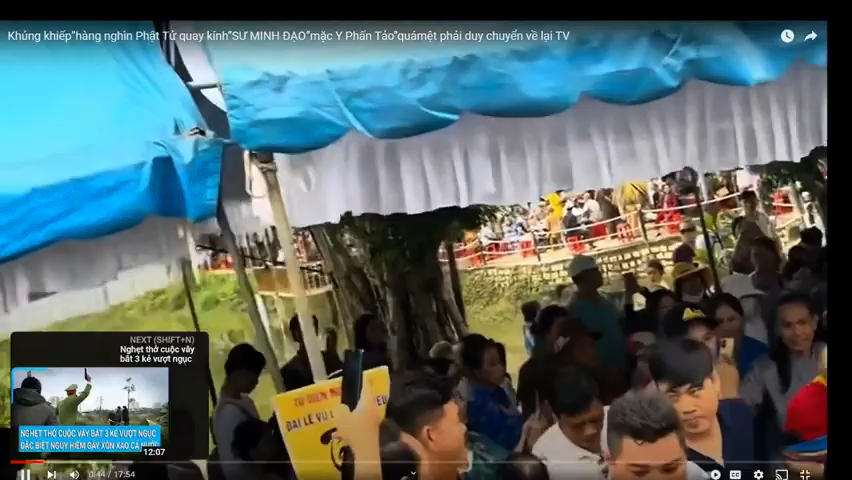 Khủng khiếp"hàng nghìn Phật Tử quay kính"SƯ MINH ĐẠO"mặc Y Phấn Tảo"quámệt phải duy chuyển về lại TV
NEXT (SHIFT+N)
Nghẹt thở cuộc vây
bắt 3 kẻ vượt ngục
NGHẸT THỞ CUỘC VÂY BẮT 3 KẺ VƯỢT NGỤC
ĐẶC BIỆT NGUY HIỂM GÂY XÔN XAO CẢ NƯỚC
12:07
TU VIỆN NGUYÊ
ĐẠI LỄ VU L
0:44 / 17:54